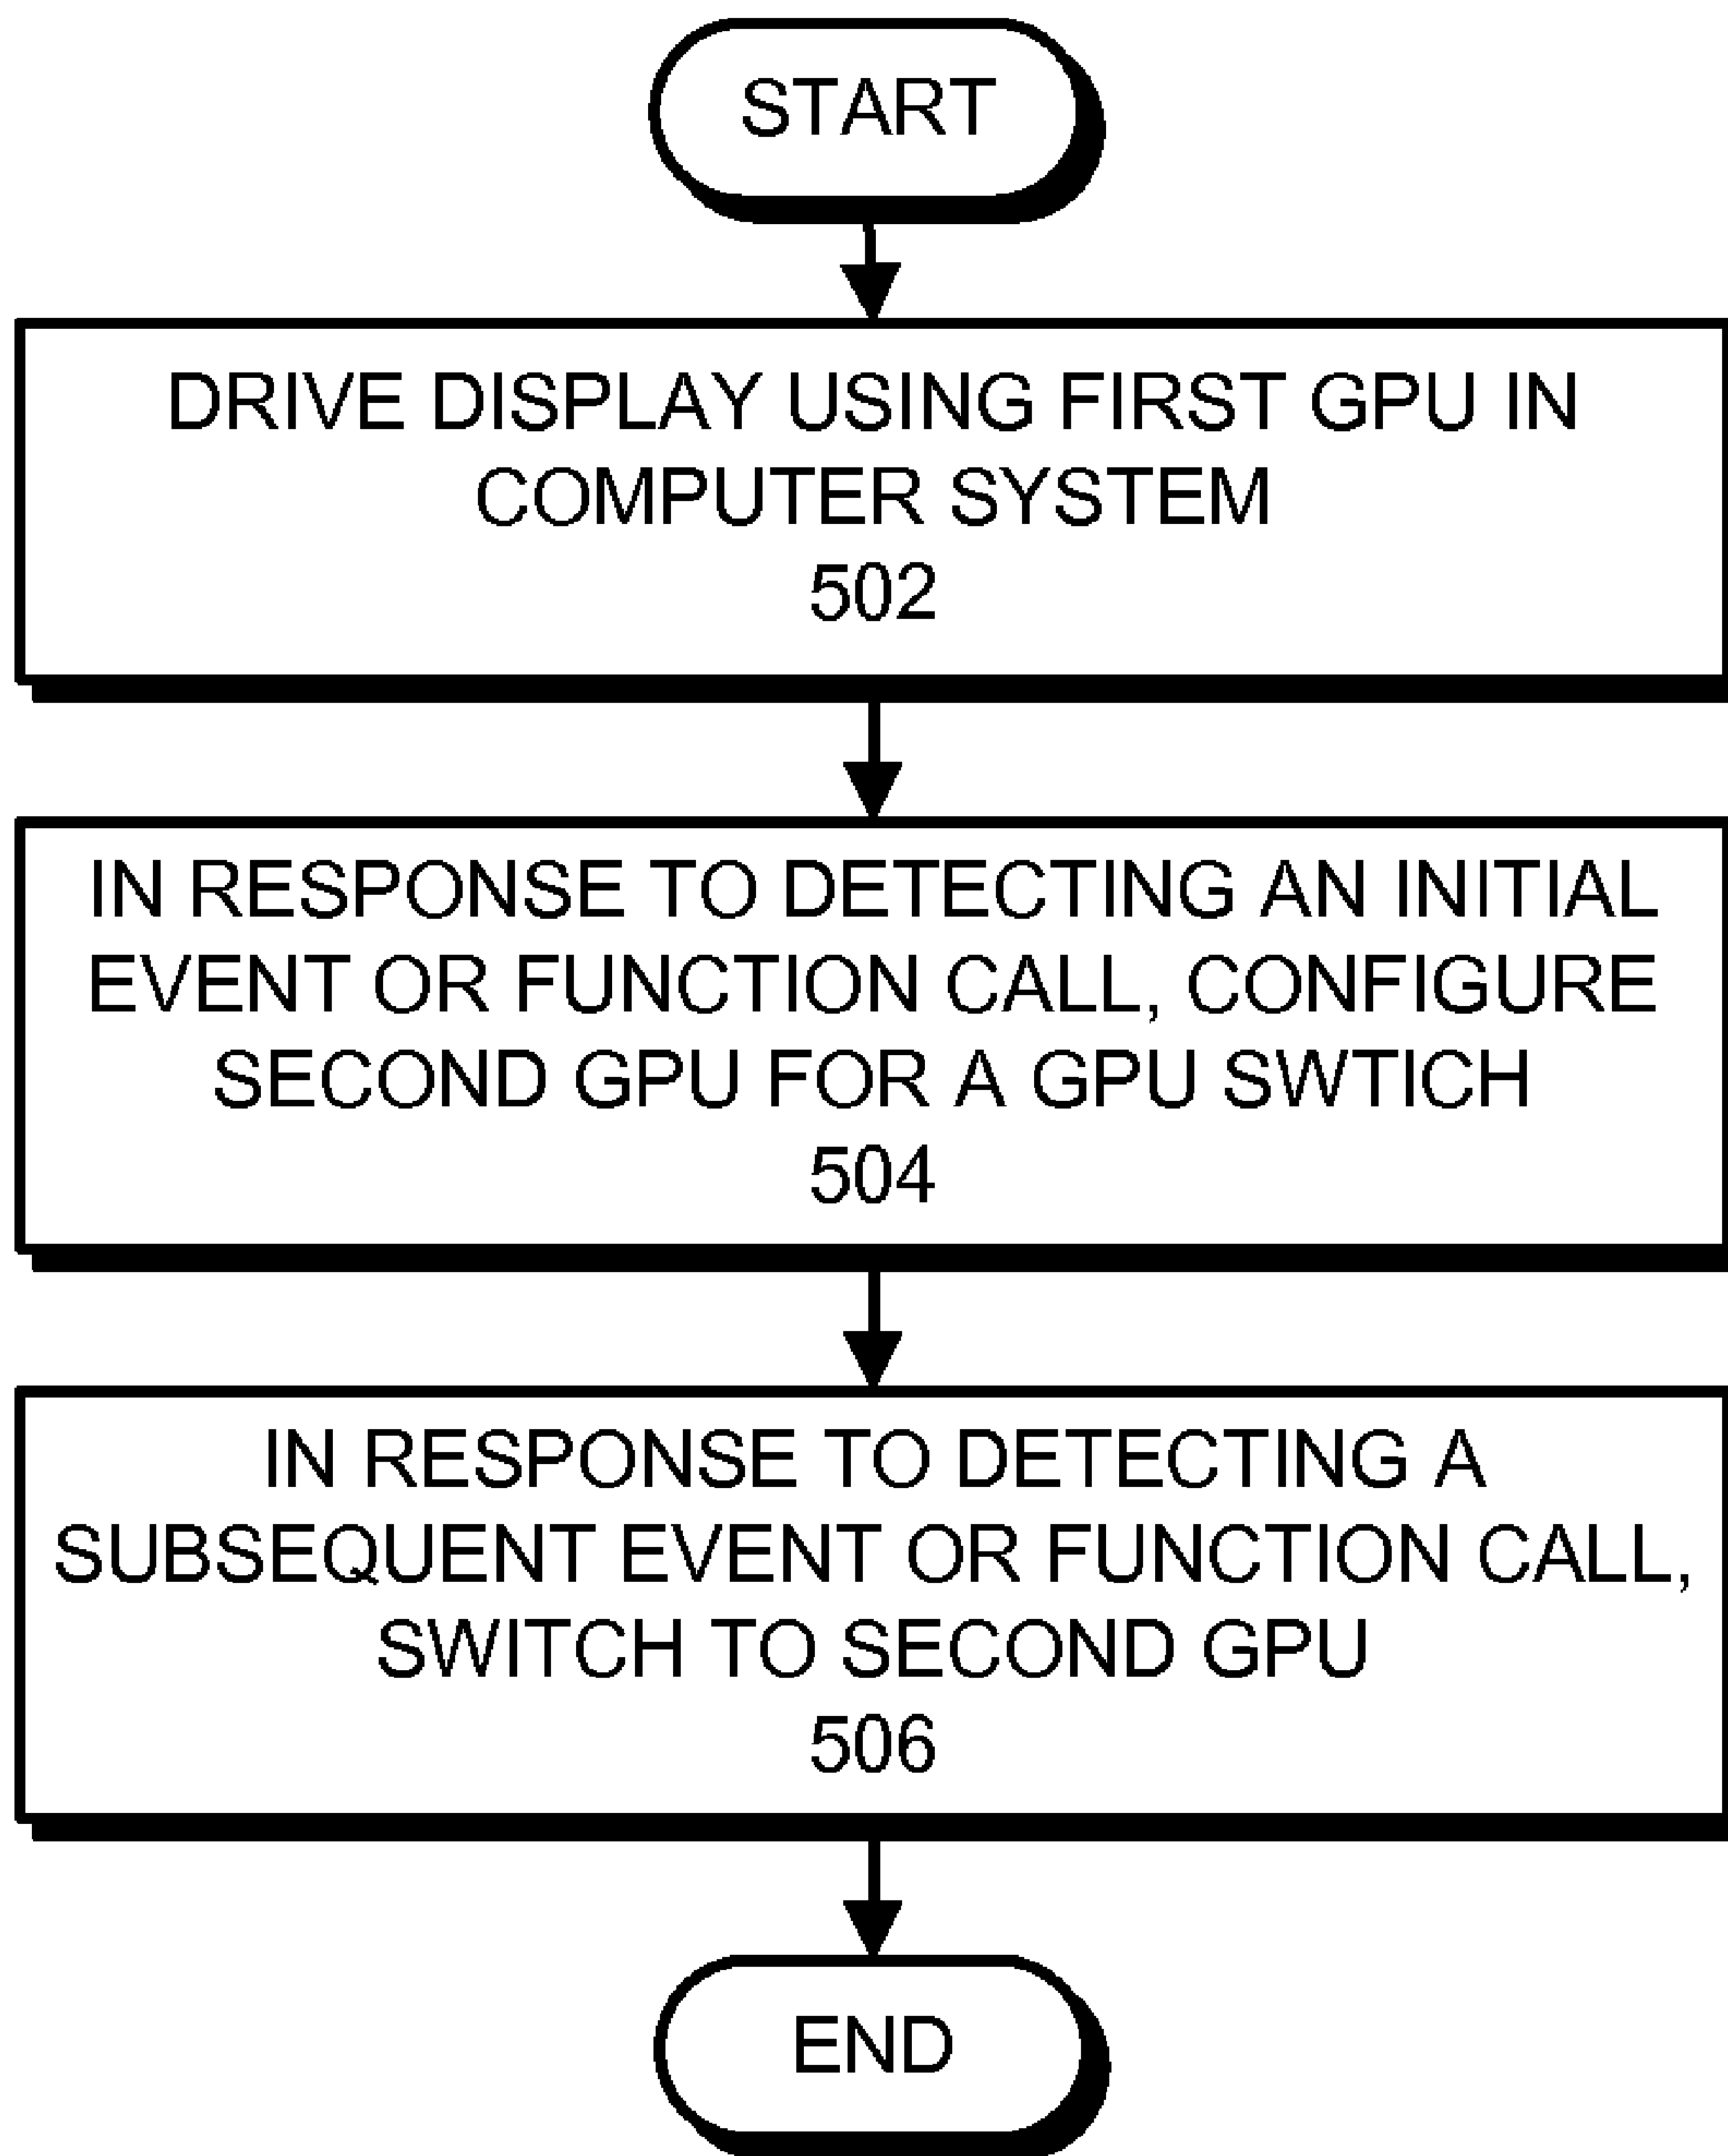 START
DRIVE DISPLAY USING FIRST GPU IN
COMPUTER SYSTEM
502
IN RESPONSE TO DETECTING AN INITIAL
EVENT OR FUNCTION CALL, CONFIGURE
SECOND GPU FOR A GPU SWTICH
504
IN RESPONSE TO DETECTING A
SUBSEQUENT EVENT OR FUNCTION CALL,
SWITCH TO SECOND GPU
506
END